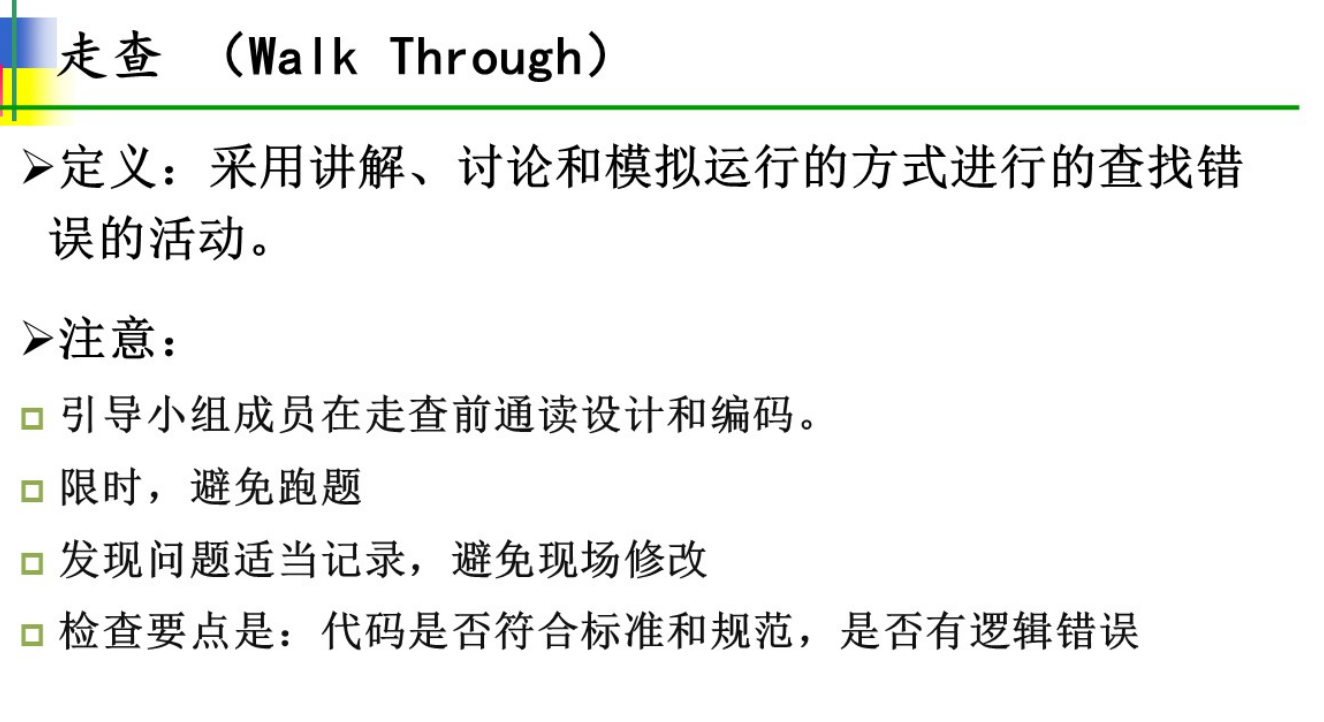 走查 （Walk Through）
➢定义：采用讲解、讨论和模拟运行的方式进行的查找错
误的活动。
➢注意：
□ 引导小组成员在走查前通读设计和编码。
□ 限时，避免跑题
□ 发现问题适当记录，避免现场修改
□ 检查要点是：代码是否符合标准和规范，是否有逻辑错误